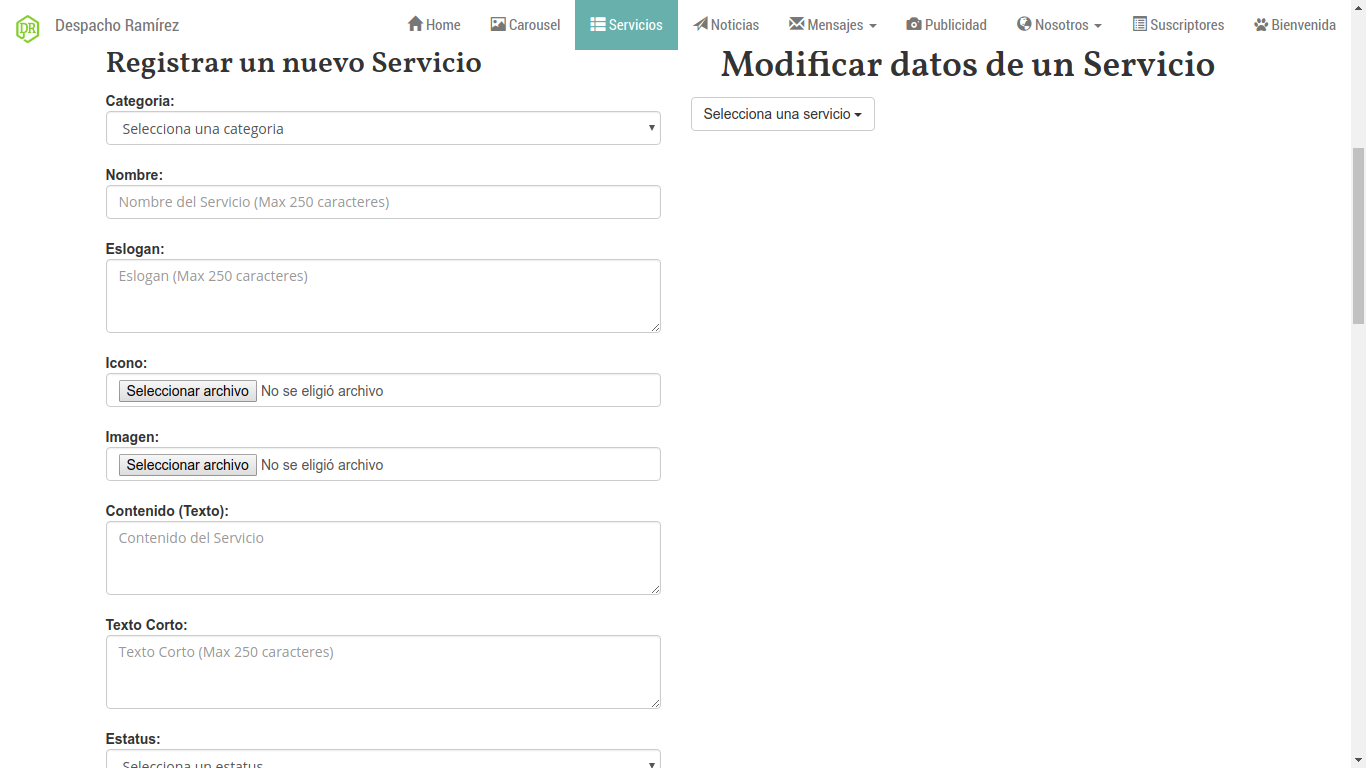 DR Despacho Ramírez Home Carousel Servicios Noticias Mensajes Publicidad Nosotros Suscriptores Bienvenida
Registrar un nuevo Servicio
Categoria:
Selecciona una categoria
Nombre:
Nombre del Servicio (Max 250 caracteres)
Eslogan:
Eslogan (Max 250 caracteres)
Icono:
Seleccionar archivo No se eligió archivo
Imagen:
Seleccionar archivo No se eligió archivo
Contenido (Texto):
Contenido del Servicio
Texto Corto:
Texto Corto (Max 250 caracteres)
Estatus:
Selecciona un estatus
Modificar datos de un Servicio
Selecciona una servicio